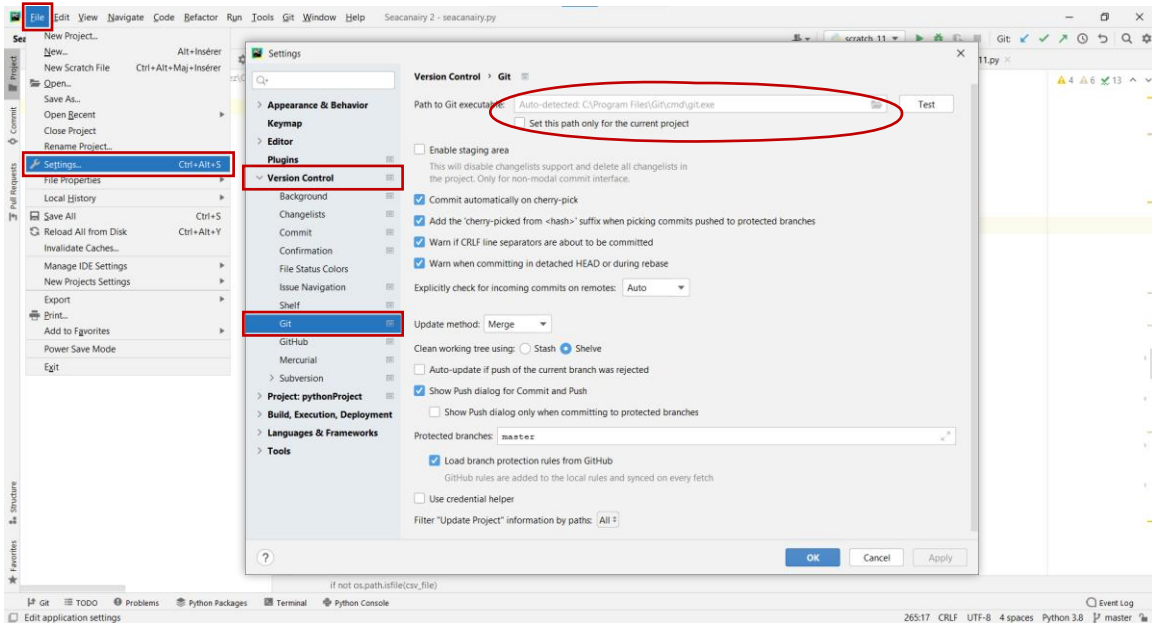 File Edit View Navigate Code Refactor Run Tools Git Window Help Seacanairy 2 - seacanairy.py
scratch_11 Git:
11.py
4 6 13
Project
Commit
Pull Requests
Structure
Favorites
New Project...
New... Alt+Insérer
New Scratch File Ctrl+Alt+Maj+Insérer
Open...
Save As...
Open Recent
Close Project
Rename Project...
Settings... Ctrl+Alt+S
File Properties
Local History
Save All Ctrl+S
Reload All from Disk Ctrl+Alt+Y
Invalidate Caches...
Manage IDE Settings
New Projects Settings
Export
Print...
Add to Favorites
Power Save Mode
Exit
Settings
Appearance & Behavior
Keymap
Editor
Plugins
Version Control
Background
Changelists
Commit
Confirmation
File Status Colors
Issue Navigation
Shelf
Git
GitHub
Mercurial
Subversion
Project: pythonProject
Build, Execution, Deployment
Languages & Frameworks
Tools
Version Control › Git
Path to Git executable: Auto-detected: C:\Program Files\Git\cmd\git.exe Test
Set this path only for the current project
Enable staging area
This will disable changelists support and delete all changelists in
the project. Only for non-modal commit interface.
Commit automatically on cherry-pick
Add the 'cherry-picked from <hash>' suffix when picking commits pushed to protected branches
Warn if CRLF line separators are about to be committed
Warn when committing in detached HEAD or during rebase
Explicitly check for incoming commits on remotes: Auto
Update method: Merge
Clean working tree using: Stash Shelve
Auto-update if push of the current branch was rejected
Show Push dialog for Commit and Push
Show Push dialog only when committing to protected branches
Protected branches: master
Load branch protection rules from GitHub
GitHub rules are added to the local rules and synced on every fetch
Use credential helper
Filter "Update Project" information by paths: All
? OK Cancel Apply
if not os.path.isfile(csv_file)
Git TODO Problems Python Packages Terminal Python Console Event Log
Edit application settings 265:17 CRLF UTF-8 4 spaces Python 3.8 master